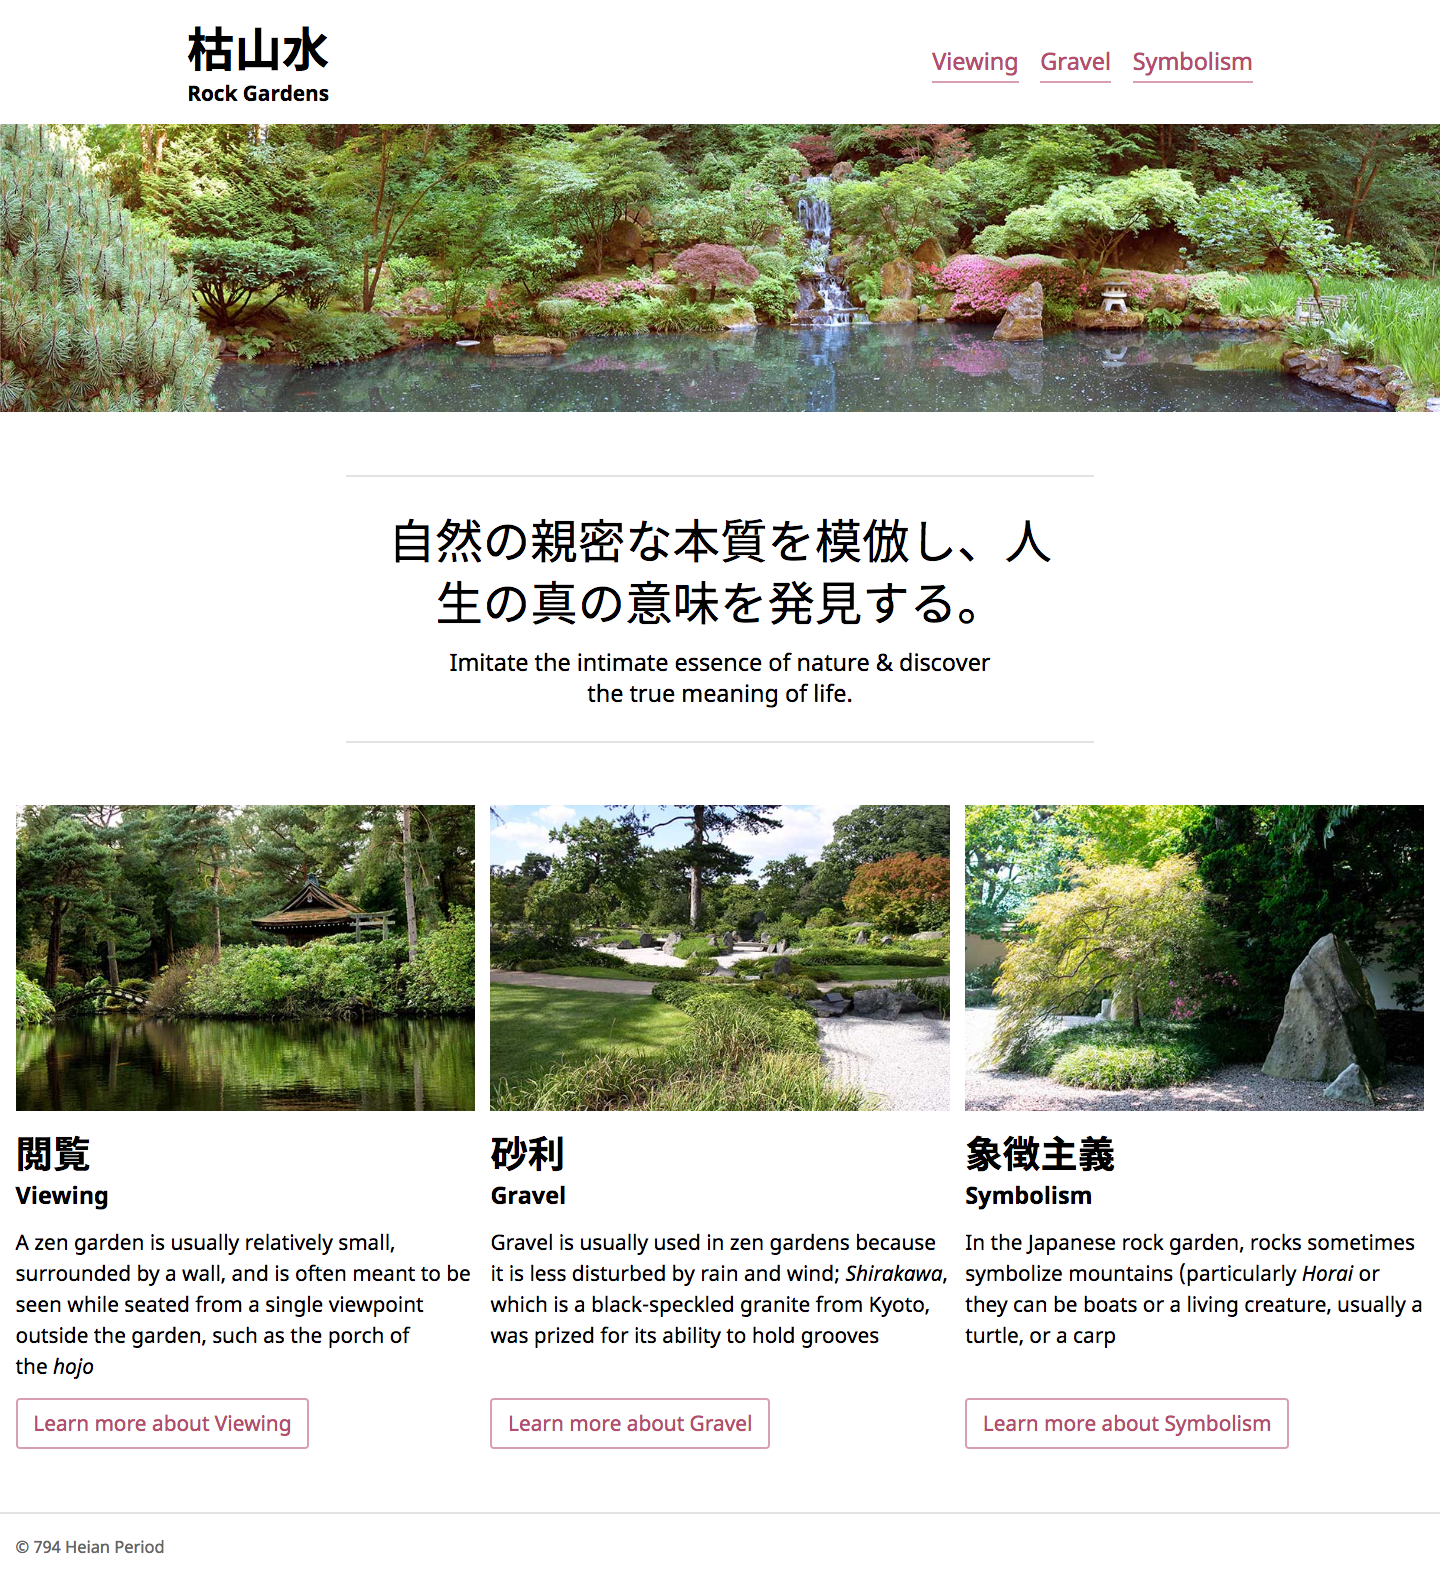 枯山水
Rock Gardens
Viewing Gravel Symbolism
自然の親密な本質を模倣し、人
生の真の意味を発見する。
Imitate the intimate essence of nature & discover
the true meaning of life.
閲覧
Viewing
A zen garden is usually relatively small,
surrounded by a wall, and is often meant to be
seen while seated from a single viewpoint
outside the garden, such as the porch of
the hojo
Learn more about Viewing
砂利
Gravel
Gravel is usually used in zen gardens because
it is less disturbed by rain and wind; Shirakawa,
which is a black-speckled granite from Kyoto,
was prized for its ability to hold grooves
Learn more about Gravel
象徴主義
Symbolism
In the Japanese rock garden, rocks sometimes
symbolize mountains (particularly Horai or
they can be boats or a living creature, usually a
turtle, or a carp
Learn more about Symbolism
© 794 Heian Period